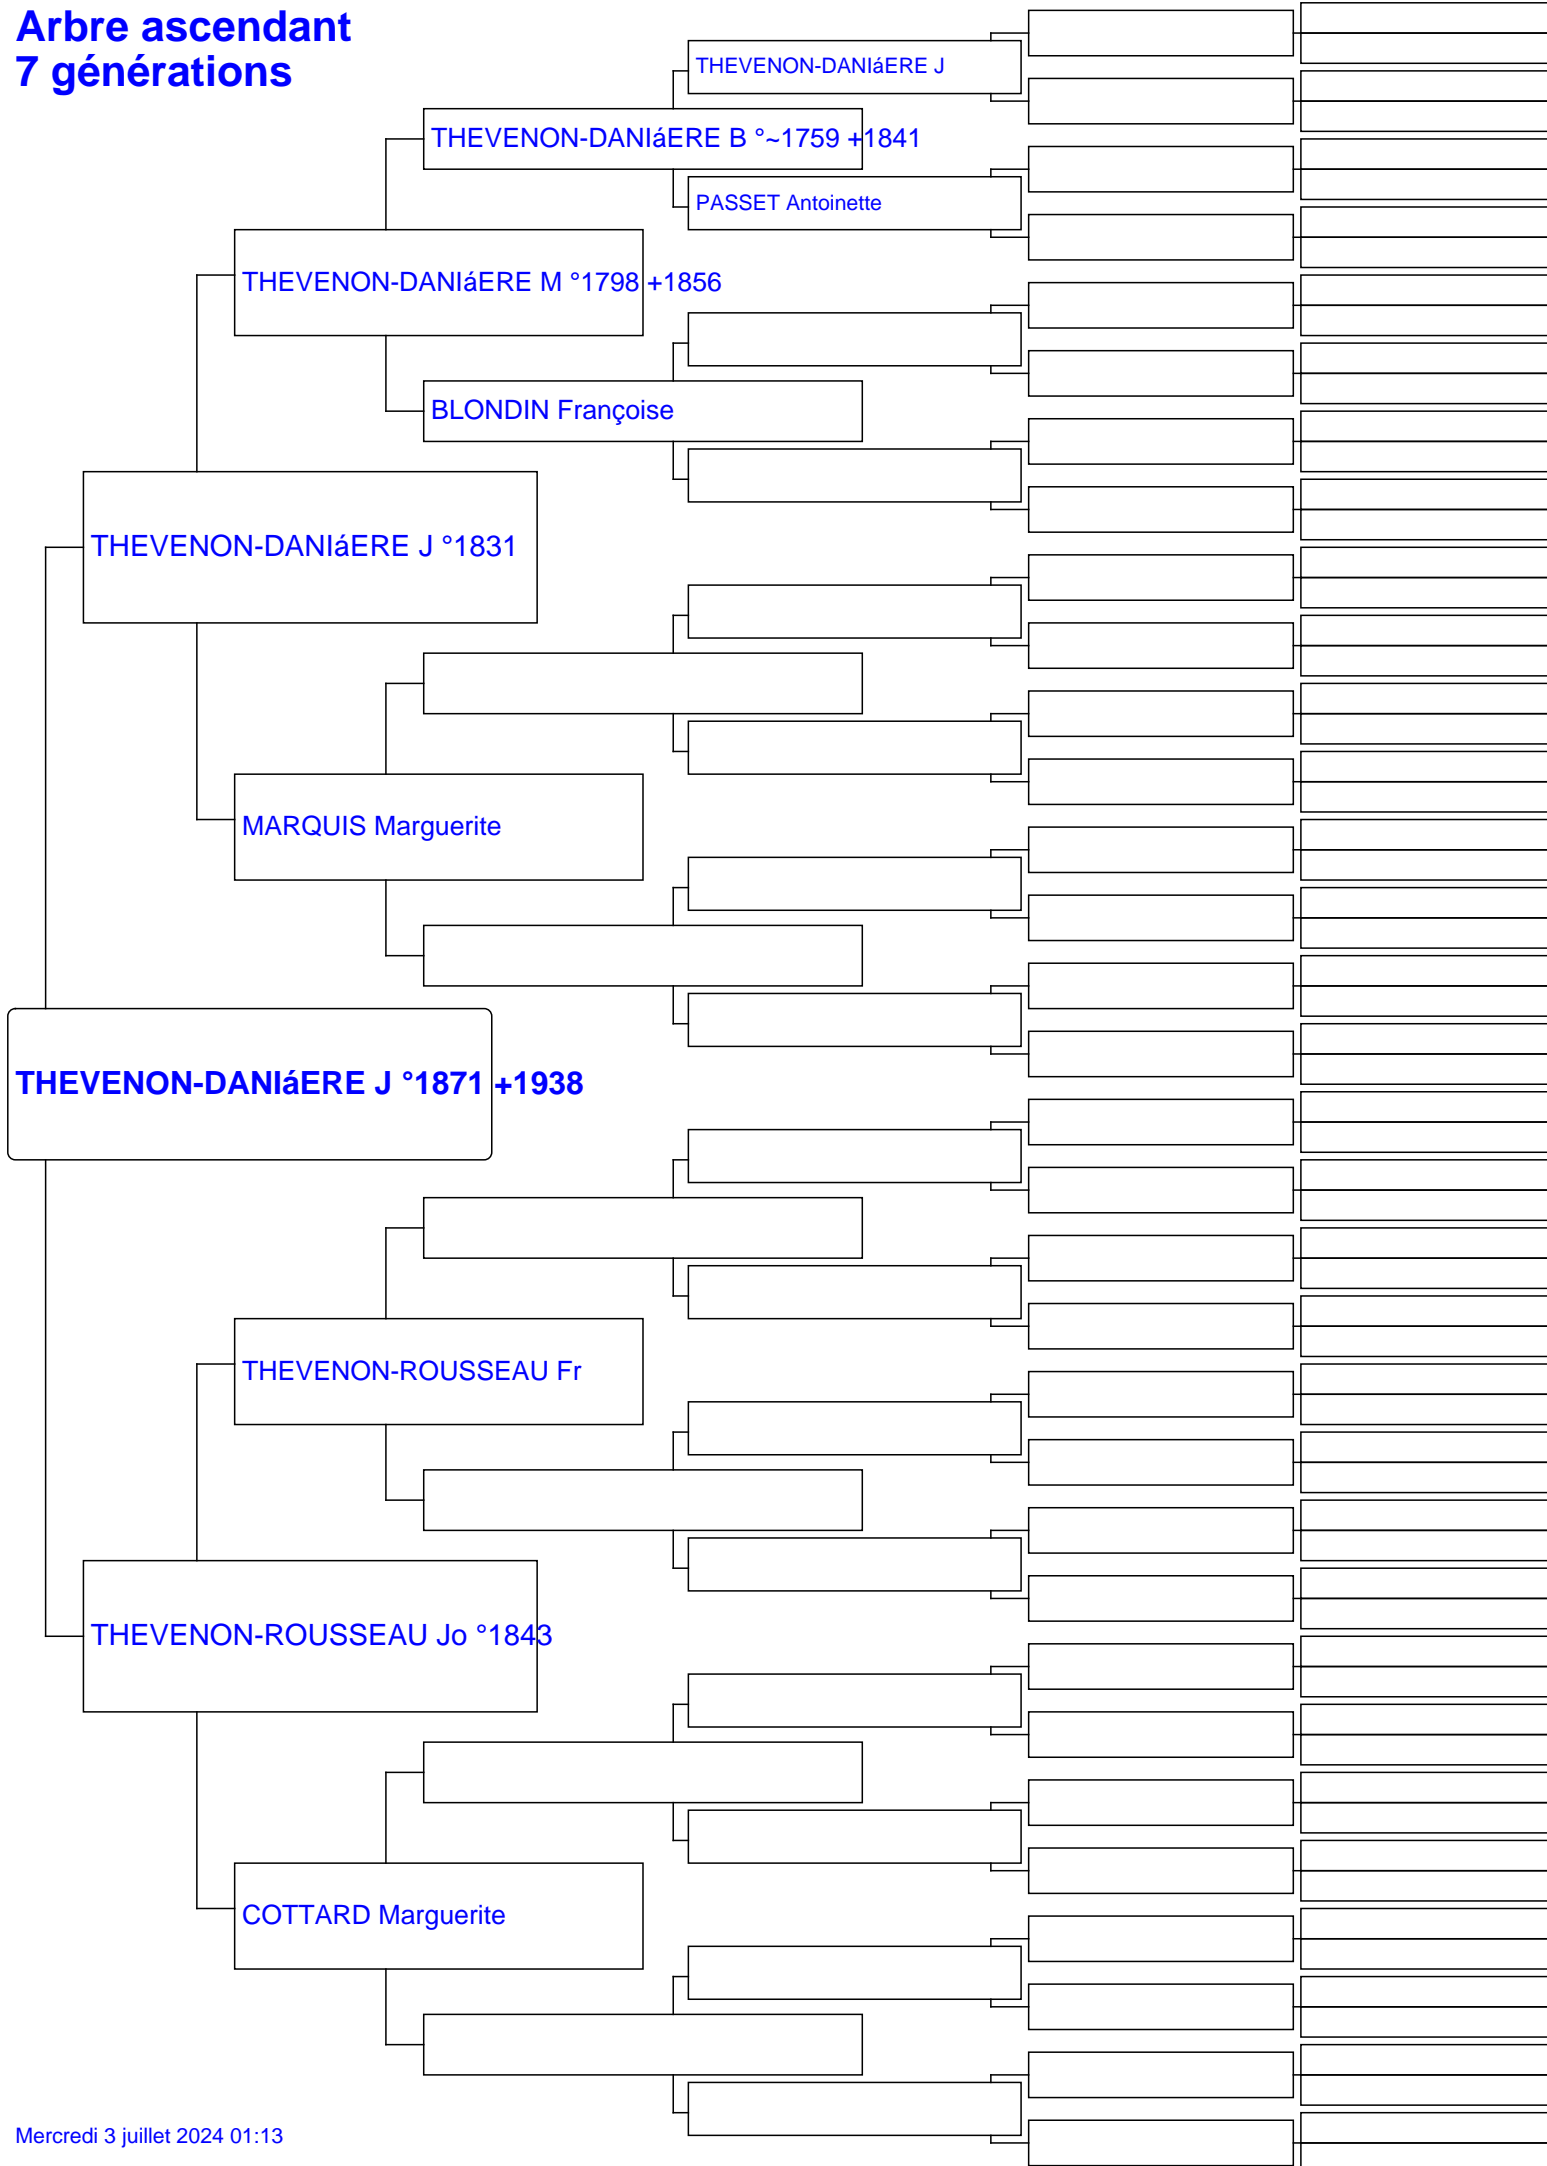 Arbre ascendant
7 générations
THEVENON-DANIáERE J
THEVENON-DANIáERE B °~1759 +1841
PASSET Antoinette
THEVENON-DANIáERE M °1798 +1856
BLONDIN Françoise
THEVENON-DANIáERE J °1831
MARQUIS Marguerite
THEVENON-DANIáERE J °1871 +1938
THEVENON-ROUSSEAU Fr
THEVENON-ROUSSEAU Jo °1843
COTTARD Marguerite
Mercredi 3 juillet 2024 01:13